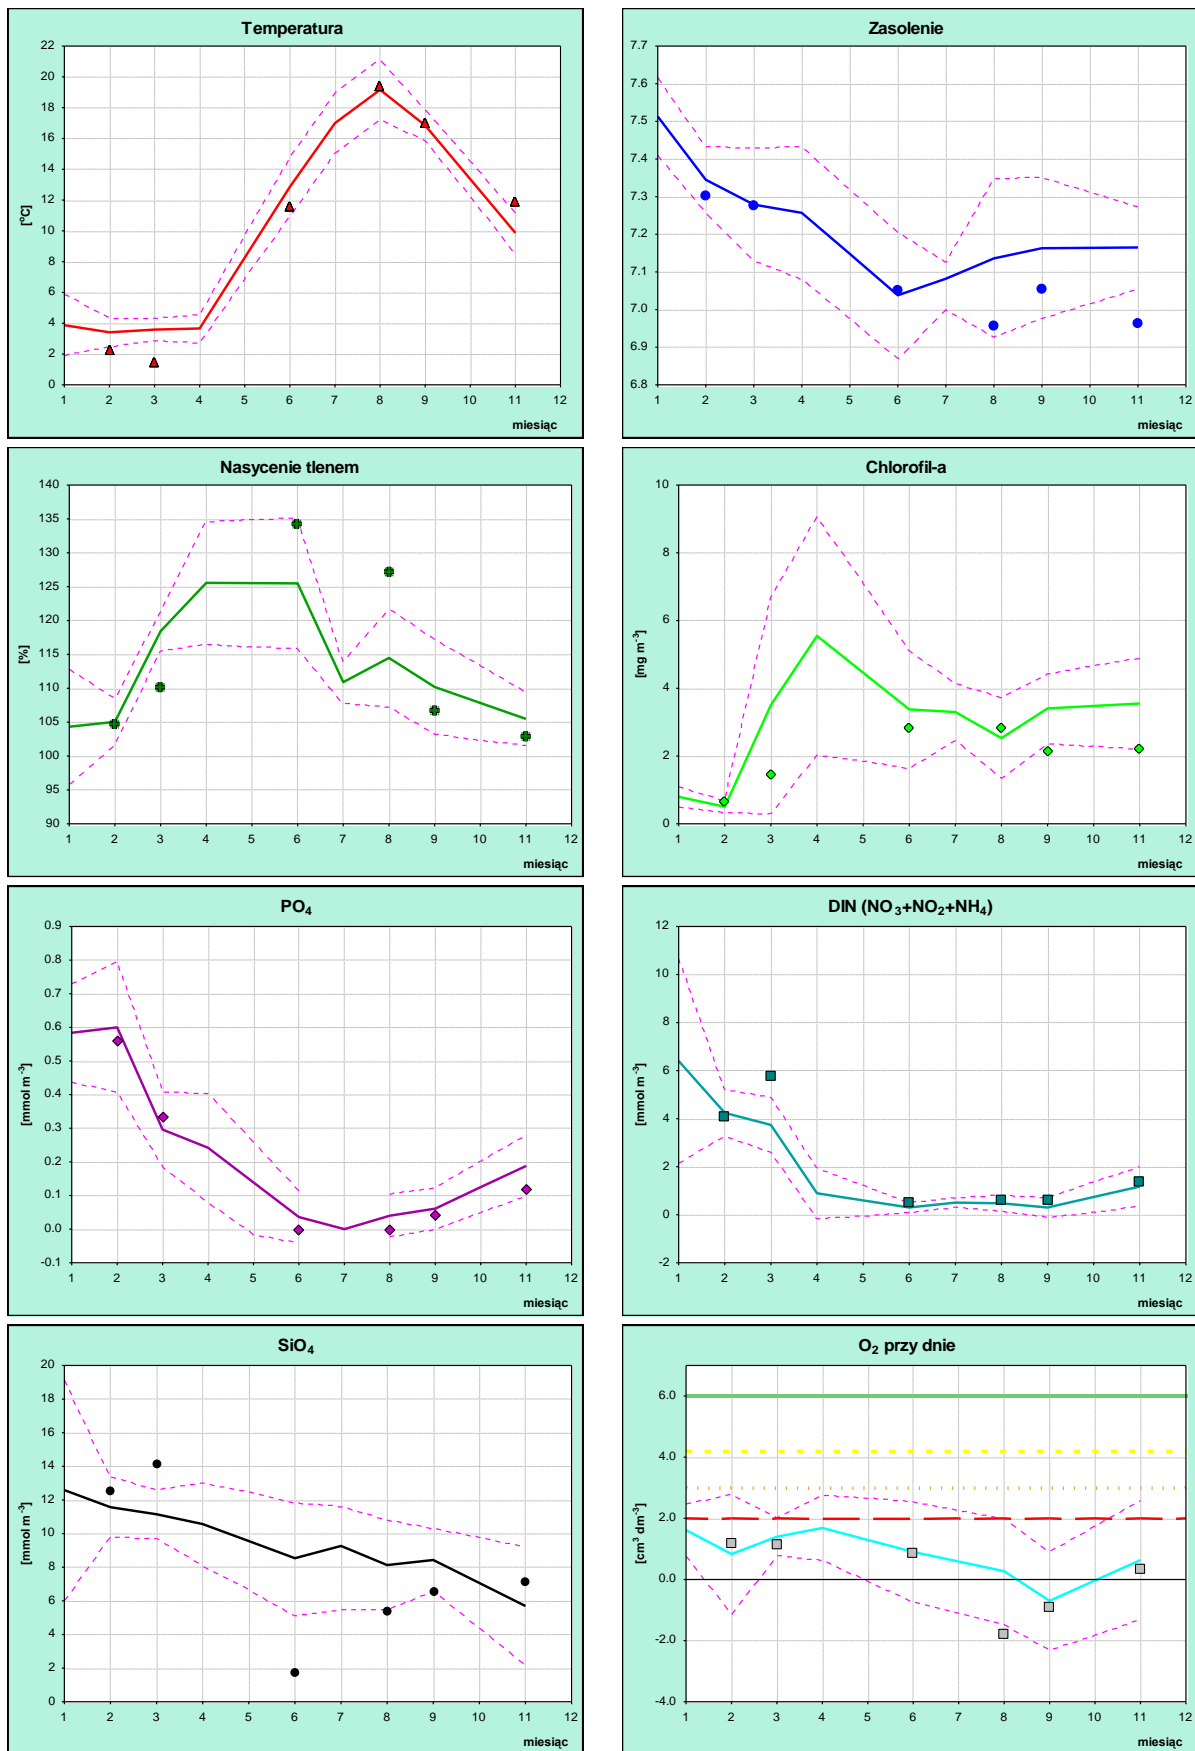 Temperatura
22
20
18
16
14
12
10
8
6
4
2
0
[°C]
1 2 3 4 5 6 7 8 9 10 11 12
miesiąc
Zasolenie
7.7
7.6
7.5
7.4
7.3
7.2
7.1
7.0
6.9
6.8
1 2 3 4 5 6 7 8 9 10 11 12
miesiąc
Nasycenie tlenem
140
135
130
125
120
115
110
105
100
95
90
[%]
1 2 3 4 5 6 7 8 9 10 11 12
miesiąc
Chlorofil-a
10
8
6
4
2
0
[mg m⁻³]
1 2 3 4 5 6 7 8 9 10 11 12
miesiąc
PO₄
0.9
0.8
0.7
0.6
0.5
0.4
0.3
0.2
0.1
0.0
-0.1
[mmol m⁻³]
1 2 3 4 5 6 7 8 9 10 11 12
miesiąc
DIN (NO₃+NO₂+NH₄)
12
10
8
6
4
2
0
-2
[mmol m⁻³]
1 2 3 4 5 6 7 8 9 10 11 12
miesiąc
SiO₄
20
18
16
14
12
10
8
6
4
2
0
[mmol m⁻³]
1 2 3 4 5 6 7 8 9 10 11 12
miesiąc
O₂ przy dnie
6.0
4.0
2.0
0.0
-2.0
-4.0
[cm³ dm⁻³]
1 2 3 4 5 6 7 8 9 10 11 12
miesiąc